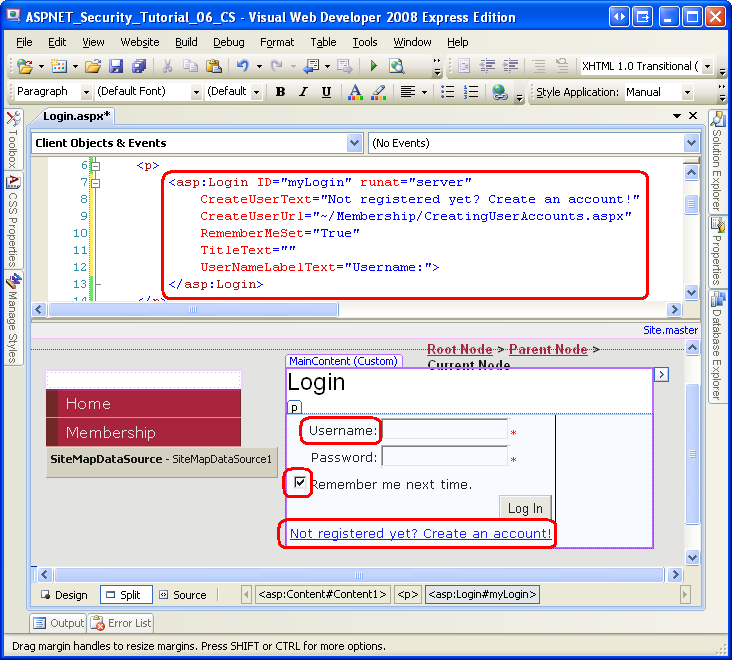 ASPNET_Security_Tutorial_06_CS - Visual Web Developer 2008 Express Edition
File Edit View Website Build Debug Format Table Tools Window Help
XHTML 1.0 Transitional (
Paragraph (Default Font) (Default B I U A Style Application: Manual
Login.aspx*
Client Objects & Events (No Events)
6 <p>
7 <asp:Login ID="myLogin" runat="server"
8 CreateUserText="Not registered yet? Create an account!"
9 CreateUserUrl="~/Membership/CreatingUserAccounts.aspx"
10 RememberMeSet="True"
11 TitleText=""
12 UserNameLabelText="Username:">
13 </asp:Login>
14 </p>
Toolbox
CSS Properties
Manage Styles
Solution Explorer
Properties
Database Explorer
Site.master
Root Node > Parent Node >
Current Node
MainContent (Custom)
Login
p
Home
Membership
SiteMapDataSource - SiteMapDataSource1
Username: *
Password: *
Remember me next time.
Log In
Not registered yet? Create an account!
Design Split Source <asp:Content#Content1> <p> <asp:Login#myLogin>
Output Error List
Drag margin handles to resize margins. Press SHIFT or CTRL for more options.